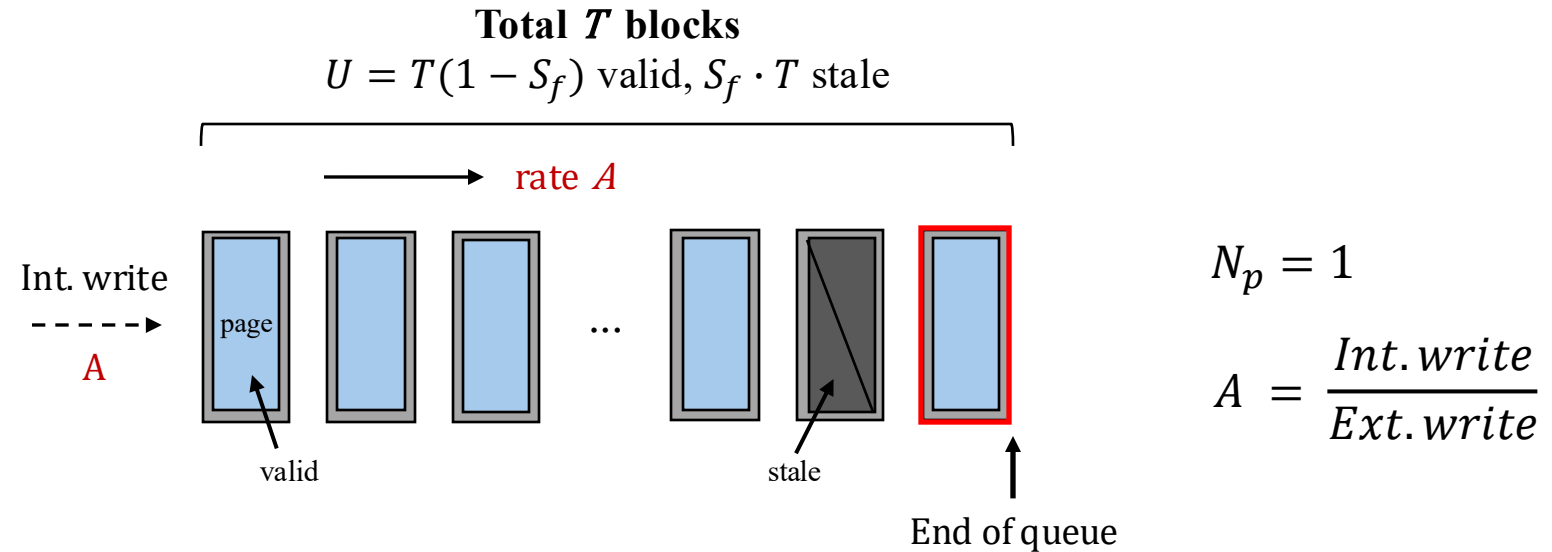 Total T blocks
U = T(1 − S_f) valid, S_f · T stale
rate A
Int. write
A
page
...
valid
stale
End of queue
N_p = 1
A = Int. write / Ext. write